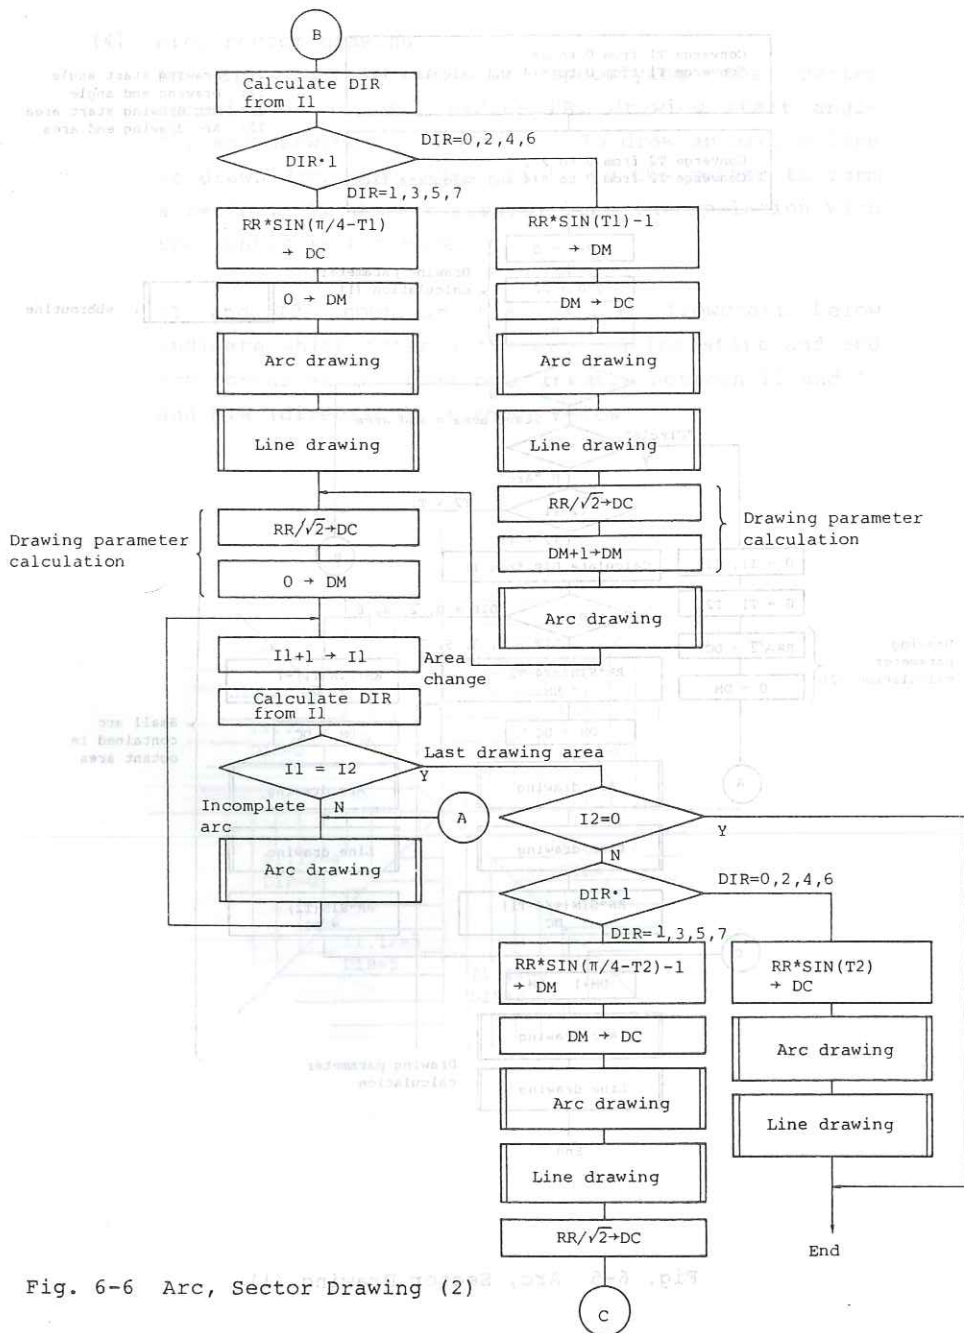 B
Calculate DIR
from I1
DIR·1
DIR=0,2,4,6
DIR=1,3,5,7
RR*SIN(π/4-T1)
→ DC
0 → DM
Arc drawing
Line drawing
RR*SIN(T1)-1
→ DM
DM → DC
Arc drawing
Line drawing
RR/√2→DC
DM+1→DM
Drawing parameter
calculation
Arc drawing
Drawing parameter
calculation
RR/√2→DC
0 → DM
I1+1 → I1
Area
change
Calculate DIR
from I1
I1 = I2
Y
Last drawing area
N
Incomplete
arc
Arc drawing
A
I2=0
Y
N
DIR·1
DIR=0,2,4,6
DIR=1,3,5,7
RR*SIN(π/4-T2)-1
→ DM
DM → DC
Arc drawing
Line drawing
RR/√2→DC
C
RR*SIN(T2)
→ DC
Arc drawing
Line drawing
End
Fig. 6-6 Arc, Sector Drawing (2)